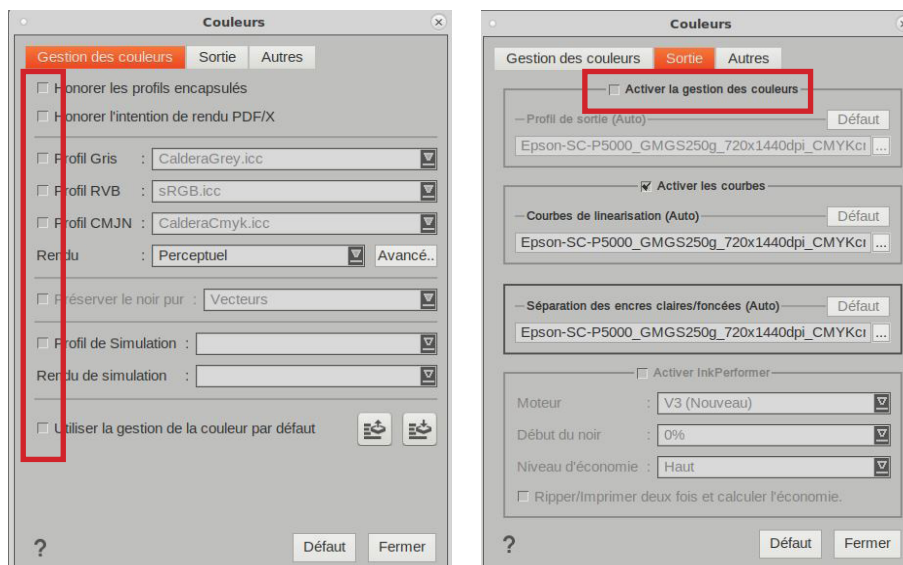 Couleurs
Gestion des couleurs Sortie Autres
Honorer les profils encapsulés
Honorer l'intention de rendu PDF/X
Profil Gris : CalderaGrey.icc
Profil RVB : sRGB.icc
Profil CMJN : CalderaCmyk.icc
Rendu : Perceptuel Avancé..
Préserver le noir pur : Vecteurs
Profil de Simulation :
Rendu de simulation :
Utiliser la gestion de la couleur par défaut
? Défaut Fermer
Couleurs
Gestion des couleurs Sortie Autres
Activer la gestion des couleurs
Profil de sortie (Auto) Défaut
Epson-SC-P5000_GMGS250g_720x1440dpi_CMYKcr ...
Activer les courbes
Courbes de linearisation (Auto) Défaut
Epson-SC-P5000_GMGS250g_720x1440dpi_CMYKcr ...
Séparation des encres claires/foncées (Auto) Défaut
Epson-SC-P5000_GMGS250g_720x1440dpi_CMYKcr ...
Activer InkPerformer
Moteur : V3 (Nouveau)
Début du noir : 0%
Niveau d'économie : Haut
Ripper/Imprimer deux fois et calculer l'économie.
? Défaut Fermer